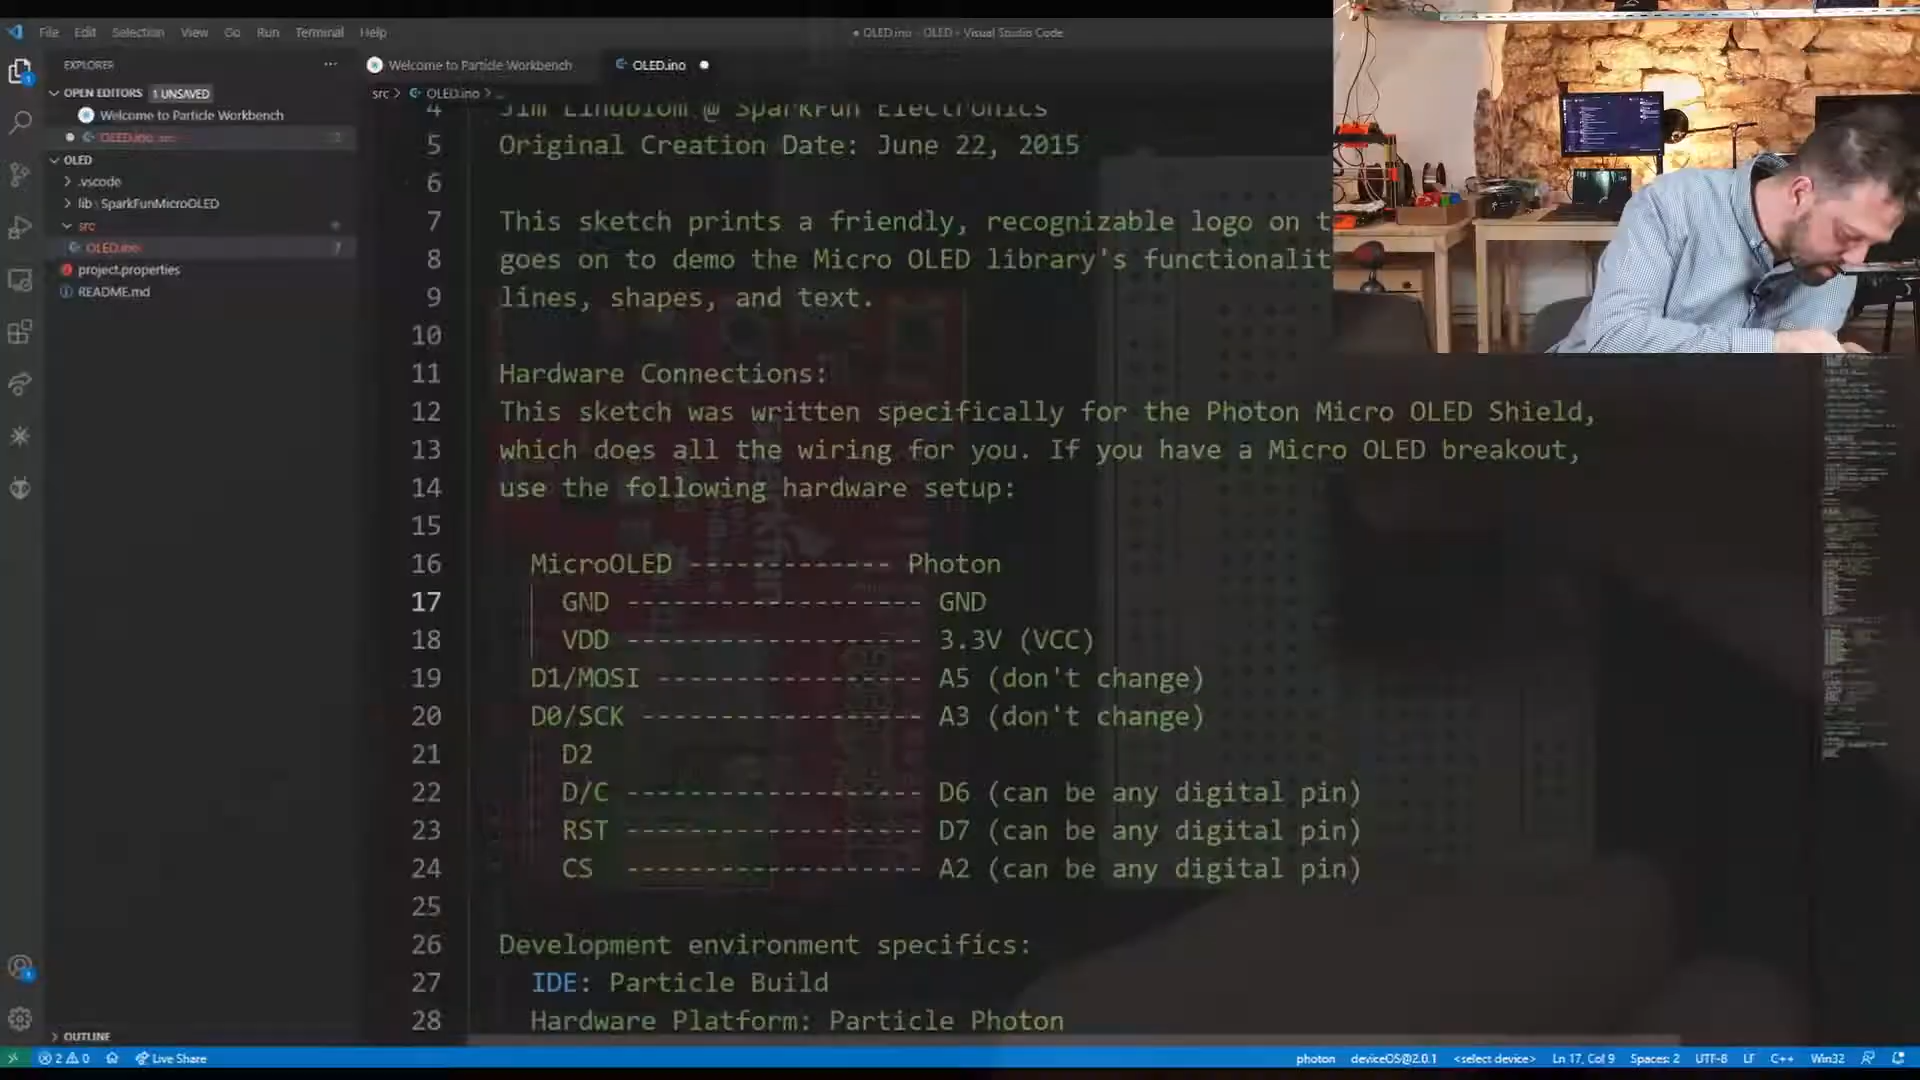 File Edit Selection View Go Run Terminal Help
● OLED.ino - OLED - Visual Studio Code
EXPLORER
Welcome to Particle Workbench
OLED.ino
OPEN EDITORS 1 UNSAVED
Welcome to Particle Workbench
OLED.ino src
OLED
.vscode
lib \ SparkFunMicroOLED
src
OLED.ino 7
project.properties
README.md
OUTLINE
src > OLED.ino > ...
4 Jim Lindblom @ SparkFun Electronics
5 Original Creation Date: June 22, 2015
6
7 This sketch prints a friendly, recognizable logo on t
8 goes on to demo the Micro OLED library's functionalit
9 lines, shapes, and text.
10
11 Hardware Connections:
12 This sketch was written specifically for the Photon Micro OLED Shield,
13 which does all the wiring for you. If you have a Micro OLED breakout,
14 use the following hardware setup:
15
16 MicroOLED ------------- Photon
17 GND ------------------- GND
18 VDD ------------------- 3.3V (VCC)
19 D1/MOSI ----------------- A5 (don't change)
20 D0/SCK ------------------ A3 (don't change)
21 D2
22 D/C ------------------- D6 (can be any digital pin)
23 RST ------------------- D7 (can be any digital pin)
24 CS ------------------- A2 (can be any digital pin)
25
26 Development environment specifics:
27 IDE: Particle Build
28 Hardware Platform: Particle Photon
2 0 Live Share
photon deviceOS@2.0.1 <select device> Ln 17, Col 9 Spaces: 2 UTF-8 LF C++ Win32